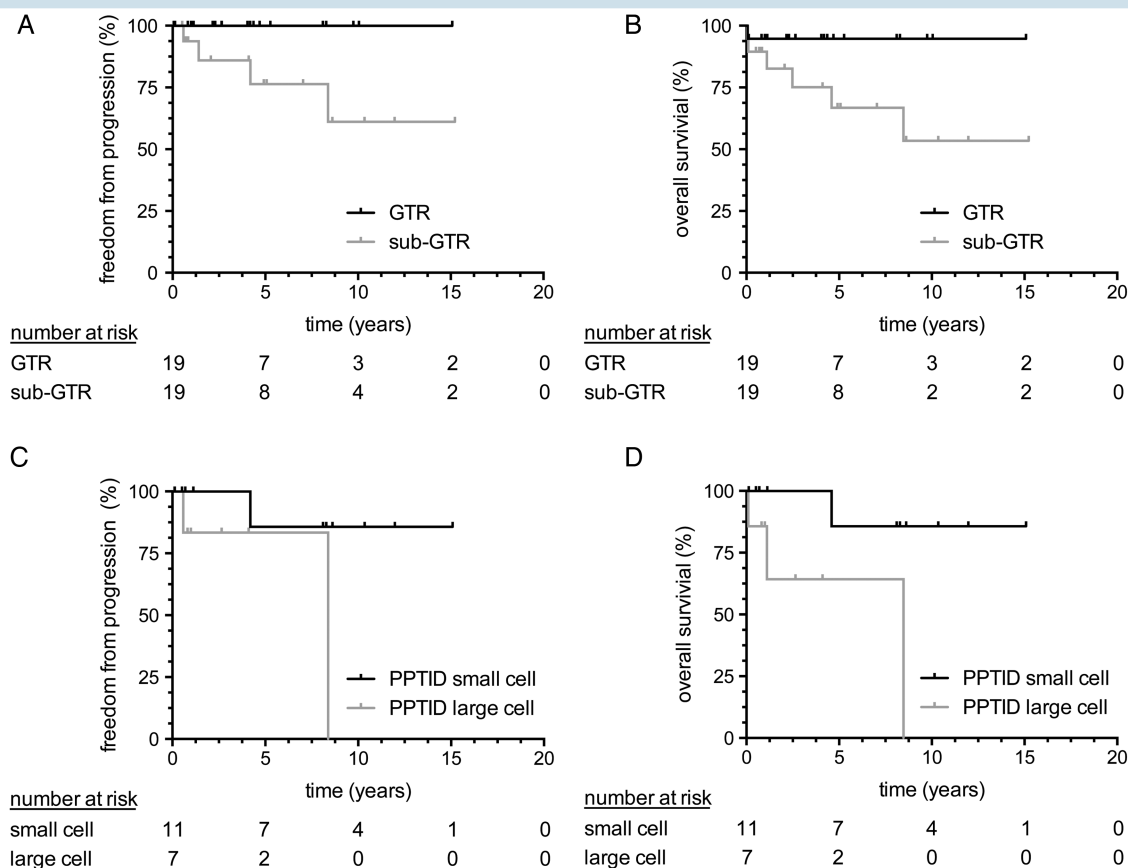 A
freedom from progression (%)
100
75
50
25
0
GTR
sub-GTR
0 5 10 15 20
time (years)
number at risk
GTR 19 7 3 2 0
sub-GTR 19 8 4 2 0
B
overall survivial (%)
100
75
50
25
0
GTR
sub-GTR
0 5 10 15 20
time (years)
number at risk
GTR 19 7 3 2 0
sub-GTR 19 8 2 2 0
C
freedom from progression (%)
100
75
50
25
0
PPTID small cell
PPTID large cell
0 5 10 15 20
time (years)
number at risk
small cell 11 7 4 1 0
large cell 7 2 0 0 0
D
overall survivial (%)
100
75
50
25
0
PPTID small cell
PPTID large cell
0 5 10 15 20
time (years)
number at risk
small cell 11 7 4 1 0
large cell 7 2 0 0 0